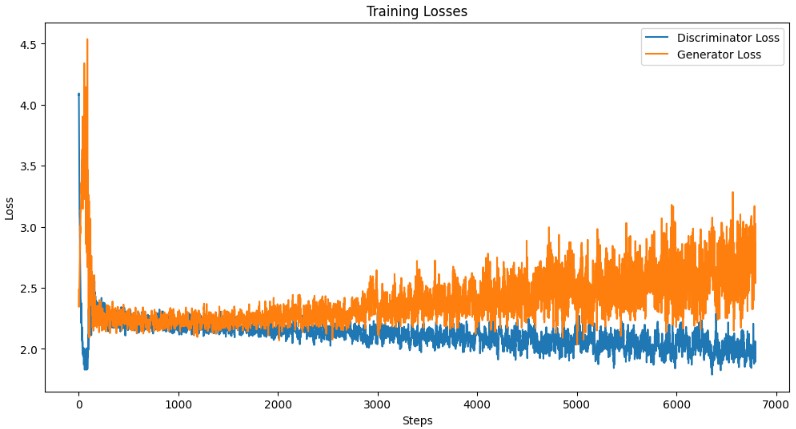 Training Losses
Discriminator Loss
Generator Loss
4.5
4.0
3.5
3.0
2.5
2.0
Loss
0 1000 2000 3000 4000 5000 6000 7000
Steps